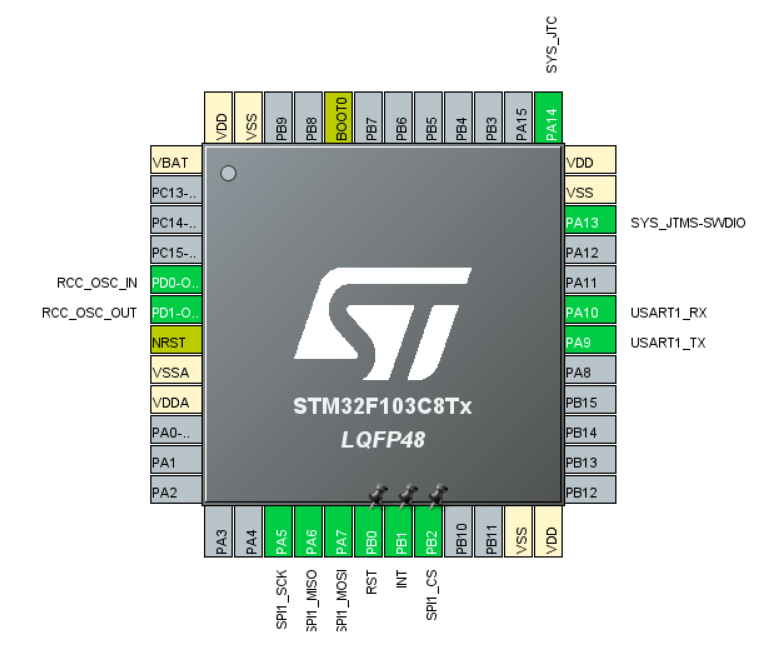 SYS_JTC
VDD
VSS
PB9
PB8
BOOT0
PB7
PB6
PB5
PB4
PB3
PA15
PA14
VBAT
PC13-..
PC14-..
PC15-..
RCC_OSC_IN PD0-O..
RCC_OSC_OUT PD1-O..
NRST
VSSA
VDDA
PA0-..
PA1
PA2
VDD
VSS
PA13 SYS_JTMS-SWDIO
PA12
PA11
PA10 USART1_RX
PA9 USART1_TX
PA8
PB15
PB14
PB13
PB12
ST
STM32F103C8Tx
LQFP48
PA3
PA4
PA5
PA6
PA7
PB0
PB1
PB2
PB10
PB11
VSS
VDD
SPI1_SCK
SPI1_MISO
SPI1_MOSI
RST
INT
SPI1_CS